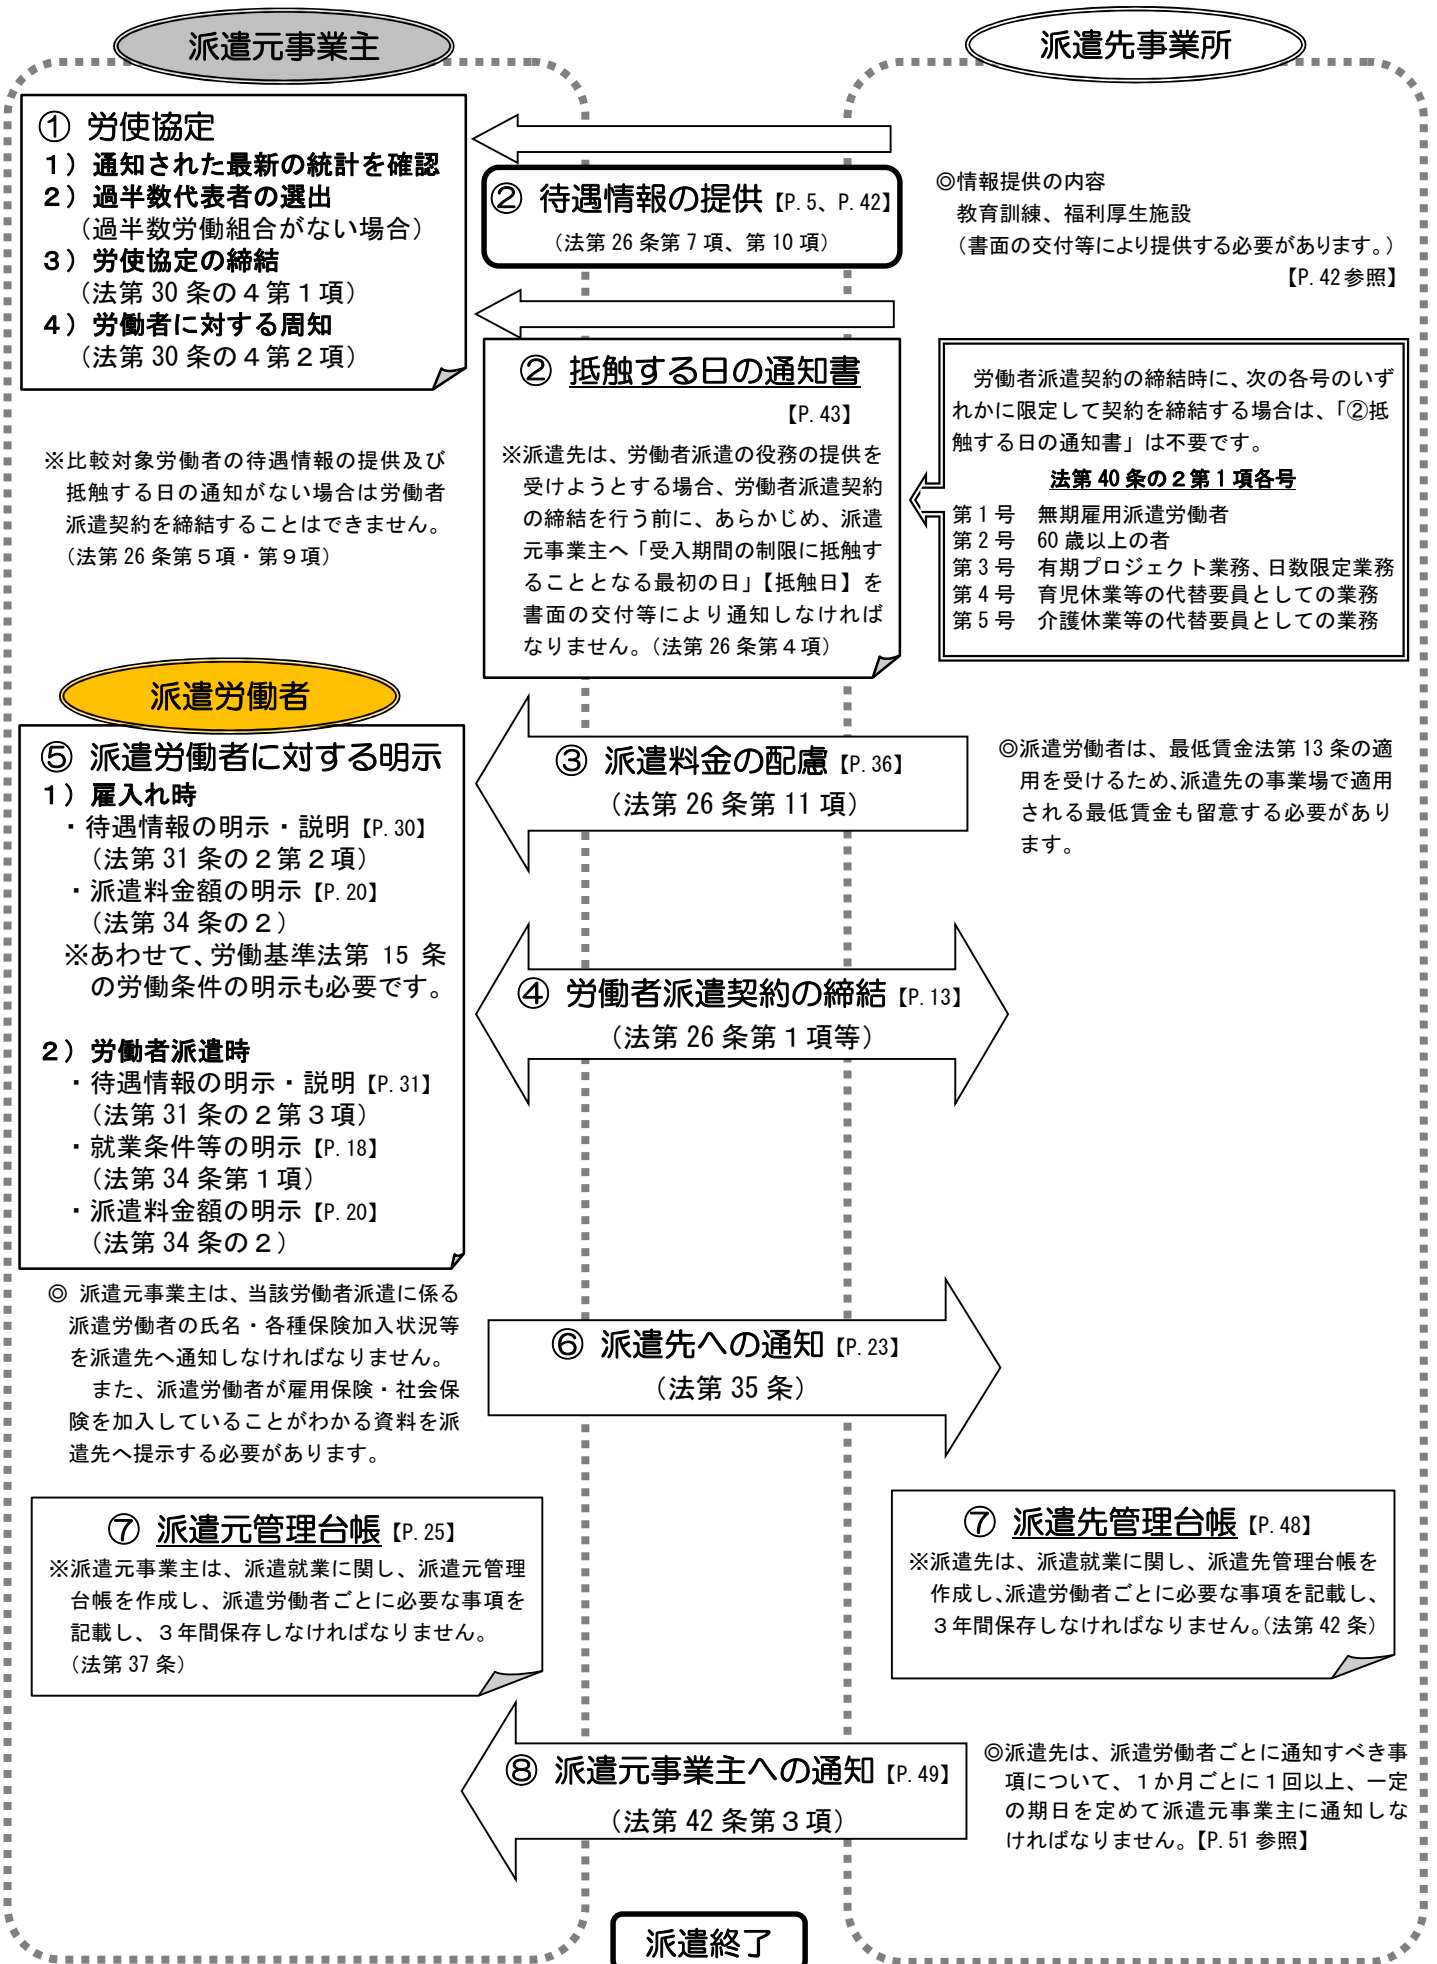 派遣元事業主
派遣先事業所
① 労使協定
１）通知された最新の統計を確認
２）過半数代表者の選出
（過半数労働組合がない場合）
３）労使協定の締結
（法第 30 条の４第１項）
４）労働者に対する周知
（法第 30 条の４第２項）
② 待遇情報の提供【P. 5、P. 42】
（法第 26 条第７項、第 10 項）
◎情報提供の内容
教育訓練、福利厚生施設
（書面の交付等により提供する必要があります。）
【P. 42 参照】
※比較対象労働者の待遇情報の提供及び
抵触する日の通知がない場合は労働者
派遣契約を締結することはできません。
（法第 26 条第５項・第９項）
② 抵触する日の通知書
【P. 43】
※派遣先は、労働者派遣の役務の提供を
受けようとする場合、労働者派遣契約
の締結を行う前に、あらかじめ、派遣
元事業主へ「受入期間の制限に抵触す
ることとなる最初の日」【抵触日】を
書面の交付等により通知しなければ
なりません。（法第 26 条第４項）
労働者派遣契約の締結時に、次の各号のいず
れかに限定して契約を締結する場合は、「②抵
触する日の通知書」は不要です。
法第 40 条の２第１項各号
第１号　無期雇用派遣労働者
第２号　60 歳以上の者
第３号　有期プロジェクト業務、日数限定業務
第４号　育児休業等の代替要員としての業務
第５号　介護休業等の代替要員としての業務
派遣労働者
⑤ 派遣労働者に対する明示
１）雇入れ時
・待遇情報の明示・説明【P. 30】
（法第 31 条の２第２項）
・派遣料金額の明示【P. 20】
（法第 34 条の２）
※あわせて、労働基準法第 15 条
の労働条件の明示も必要です。
２）労働者派遣時
・待遇情報の明示・説明【P. 31】
（法第 31 条の２第３項）
・就業条件等の明示【P. 18】
（法第 34 条第１項）
・派遣料金額の明示【P. 20】
（法第 34 条の２）
③ 派遣料金の配慮【P. 36】
（法第 26 条第 11 項）
◎派遣労働者は、最低賃金法第 13 条の適
用を受けるため、派遣先の事業場で適用
される最低賃金も留意する必要があり
ます。
④ 労働者派遣契約の締結【P. 13】
（法第 26 条第１項等）
◎ 派遣元事業主は、当該労働者派遣に係る
派遣労働者の氏名・各種保険加入状況等
を派遣先へ通知しなければなりません。
また、派遣労働者が雇用保険・社会保
険を加入していることがわかる資料を派
遣先へ提示する必要があります。
⑥ 派遣先への通知【P. 23】
（法第 35 条）
⑦ 派遣元管理台帳【P. 25】
※派遣元事業主は、派遣就業に関し、派遣元管理
台帳を作成し、派遣労働者ごとに必要な事項を
記載し、３年間保存しなければなりません。
（法第 37 条）
⑦ 派遣先管理台帳【P. 48】
※派遣先は、派遣就業に関し、派遣先管理台帳を
作成し、派遣労働者ごとに必要な事項を記載し、
３年間保存しなければなりません。（法第 42 条）
⑧ 派遣元事業主への通知【P. 49】
（法第 42 条第３項）
◎派遣先は、派遣労働者ごとに通知すべき事
項について、１か月ごとに１回以上、一定
の期日を定めて派遣元事業主に通知しな
ければなりません。【P. 51 参照】
派遣終了